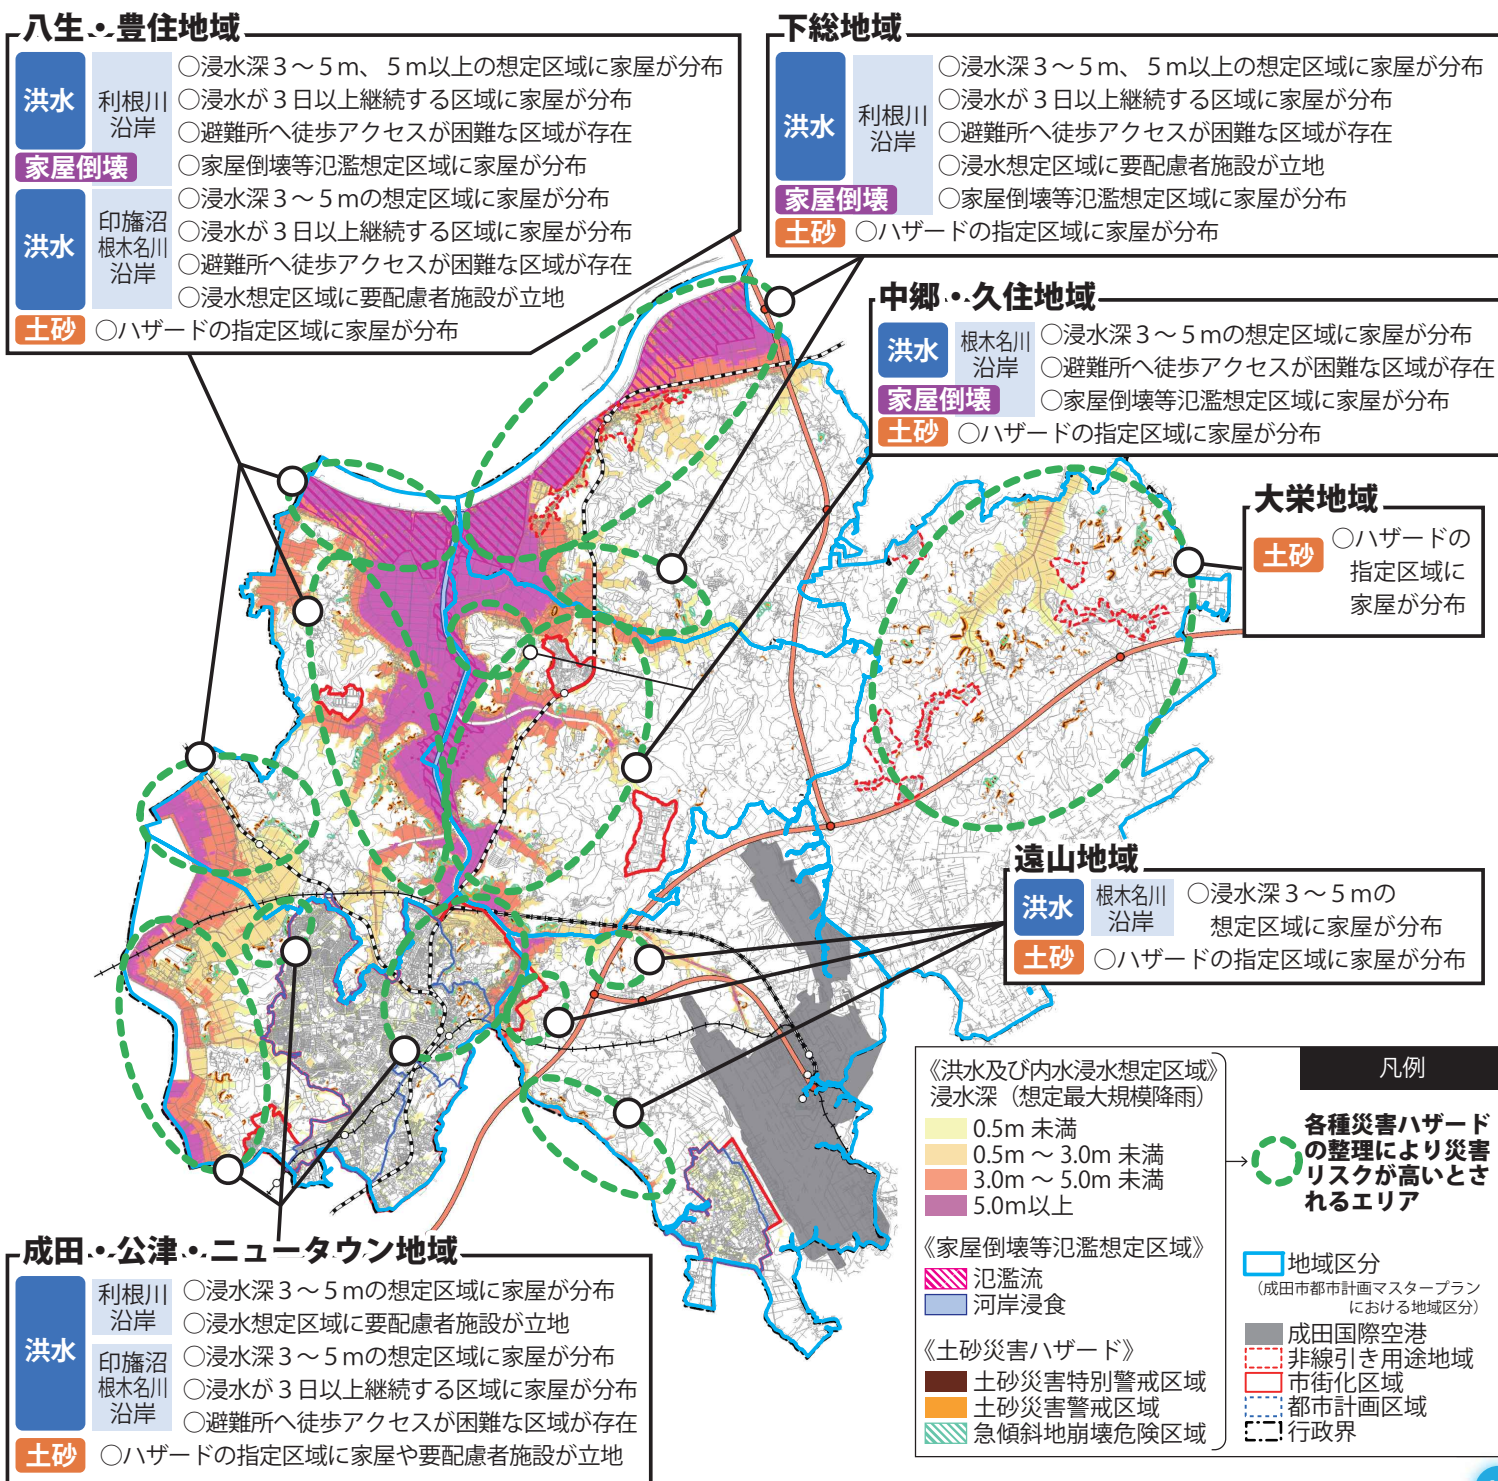 八生・豊住地域
洪水
利根川
沿岸
○浸水深３～５ｍ、５ｍ以上の想定区域に家屋が分布
○浸水が３日以上継続する区域に家屋が分布
○避難所へ徒歩アクセスが困難な区域が存在
家屋倒壊
○家屋倒壊等氾濫想定区域に家屋が分布
洪水
印旛沼
根木名川
沿岸
○浸水深３～５ｍの想定区域に家屋が分布
○浸水が３日以上継続する区域に家屋が分布
○避難所へ徒歩アクセスが困難な区域が存在
○浸水想定区域に要配慮者施設が立地
土砂
○ハザードの指定区域に家屋が分布
下総地域
洪水
利根川
沿岸
○浸水深３～５ｍ、５ｍ以上の想定区域に家屋が分布
○浸水が３日以上継続する区域に家屋が分布
○避難所へ徒歩アクセスが困難な区域が存在
○浸水想定区域に要配慮者施設が立地
家屋倒壊
○家屋倒壊等氾濫想定区域に家屋が分布
土砂
○ハザードの指定区域に家屋が分布
中郷・久住地域
洪水
根木名川
沿岸
○浸水深３～５ｍの想定区域に家屋が分布
○避難所へ徒歩アクセスが困難な区域が存在
家屋倒壊
○家屋倒壊等氾濫想定区域に家屋が分布
土砂
○ハザードの指定区域に家屋が分布
大栄地域
土砂
○ハザードの
指定区域に
家屋が分布
遠山地域
洪水
根木名川
沿岸
○浸水深３～５ｍの
想定区域に家屋が分布
土砂
○ハザードの指定区域に家屋が分布
成田・公津・ニュータウン地域
洪水
利根川
沿岸
○浸水深３～５ｍの想定区域に家屋が分布
○浸水想定区域に要配慮者施設が立地
印旛沼
根木名川
沿岸
○浸水深３～５ｍの想定区域に家屋が分布
○浸水が３日以上継続する区域に家屋が分布
○避難所へ徒歩アクセスが困難な区域が存在
土砂
○ハザードの指定区域に家屋や要配慮者施設が立地
凡例
《洪水及び内水浸水想定区域》
浸水深（想定最大規模降雨）
0.5m 未満
0.5m ～ 3.0m 未満
3.0m ～ 5.0m 未満
5.0m以上
《家屋倒壊等氾濫想定区域》
氾濫流
河岸浸食
《土砂災害ハザード》
土砂災害特別警戒区域
土砂災害警戒区域
急傾斜地崩壊危険区域
各種災害ハザード
の整理により災害
リスクが高いとさ
れるエリア
地域区分
（成田市都市計画マスタープラン
における地域区分）
成田国際空港
非線引き用途地域
市街化区域
都市計画区域
行政界